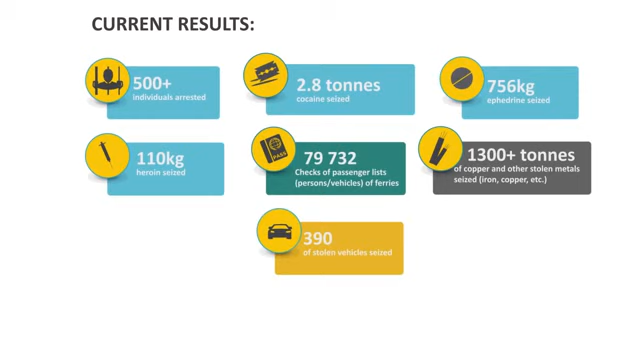 CURRENT RESULTS:
500+
individuals arrested
2.8 tonnes
cocaine seized
756kg
ephedrine seized
110kg
heroin seized
PASS
79 732
Checks of passenger lists
(persons/vehicles) of ferries
1300+ tonnes
of copper and other stolen metals
seized (iron, copper, etc.)
390
of stolen vehicles seized